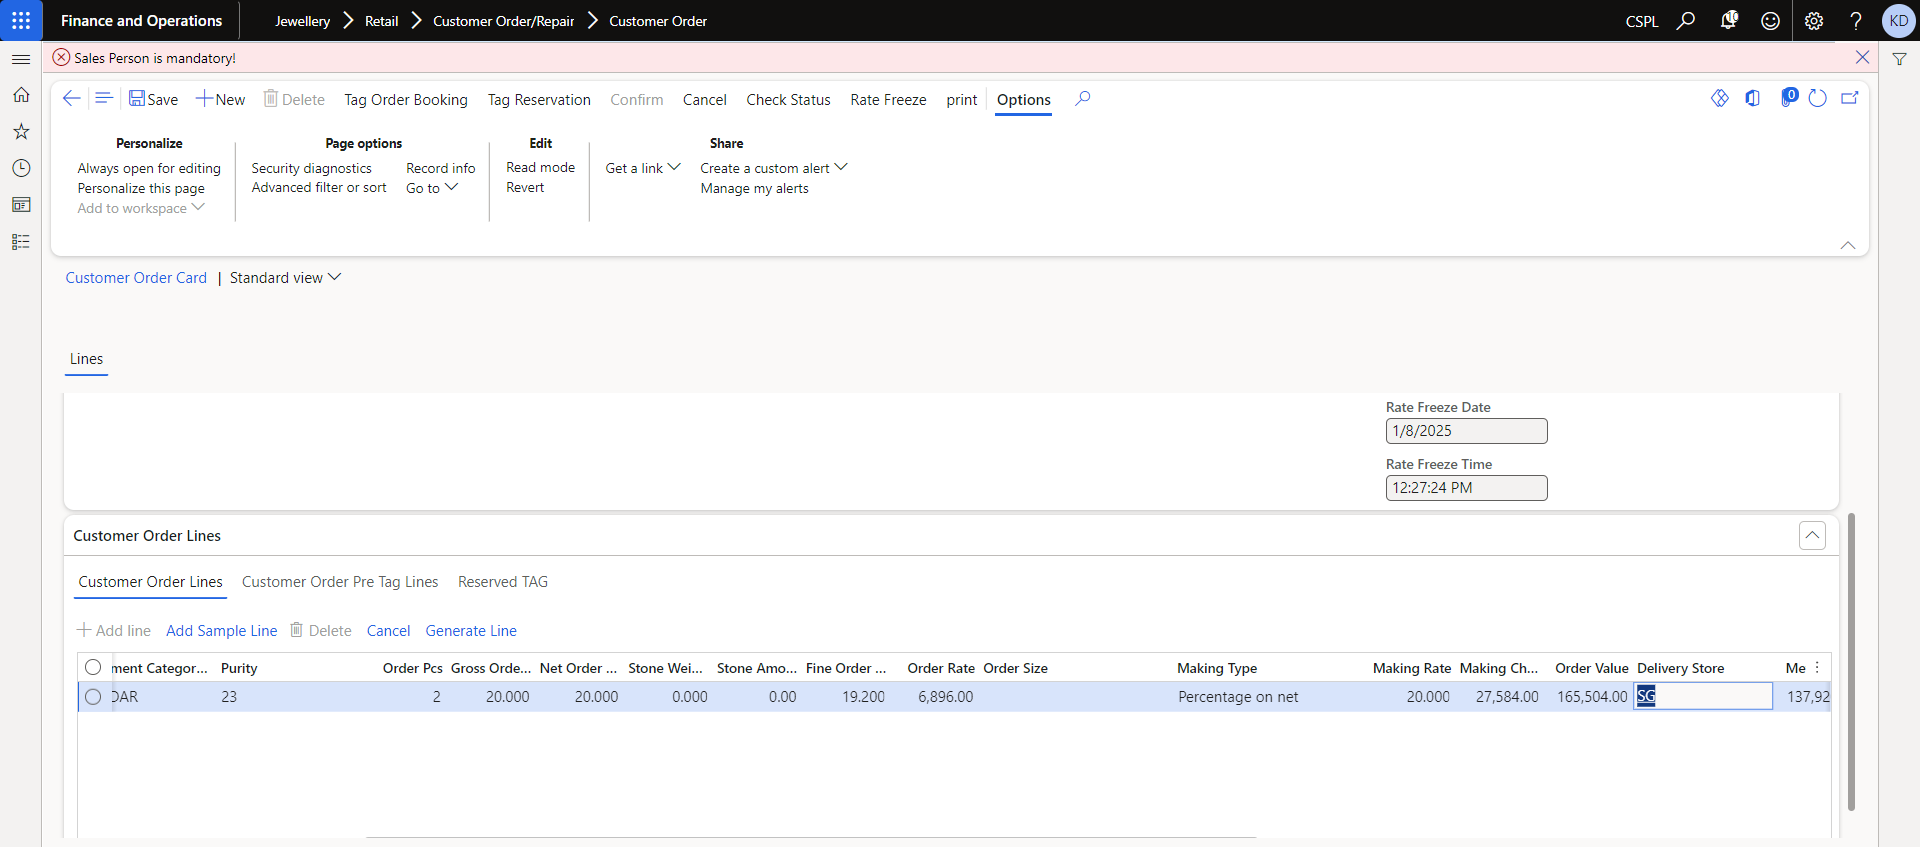 Finance and Operations
Jewellery Retail Customer Order/Repair Customer Order
CSPL
KD
Sales Person is mandatory!
Save New Delete Tag Order Booking Tag Reservation Confirm Cancel Check Status Rate Freeze print Options
0
Personalize
Always open for editing
Personalize this page
Add to workspace
Page options
Security diagnostics
Advanced filter or sort
Record info
Go to
Edit
Read mode
Revert
Share
Get a link
Create a custom alert
Manage my alerts
Customer Order Card | Standard view
Lines
Rate Freeze Date
1/8/2025
Rate Freeze Time
12:27:24 PM
Customer Order Lines
Customer Order Lines Customer Order Pre Tag Lines Reserved TAG
Add line Add Sample Line Delete Cancel Generate Line
ment Categor... Purity Order Pcs Gross Orde... Net Order ... Stone Wei... Stone Amo... Fine Order ... Order Rate Order Size Making Type Making Rate Making Ch... Order Value Delivery Store Me
DAR 23 2 20.000 20.000 0.000 0.00 19.200 6,896.00 Percentage on net 20.000 27,584.00 165,504.00 SG 137,92